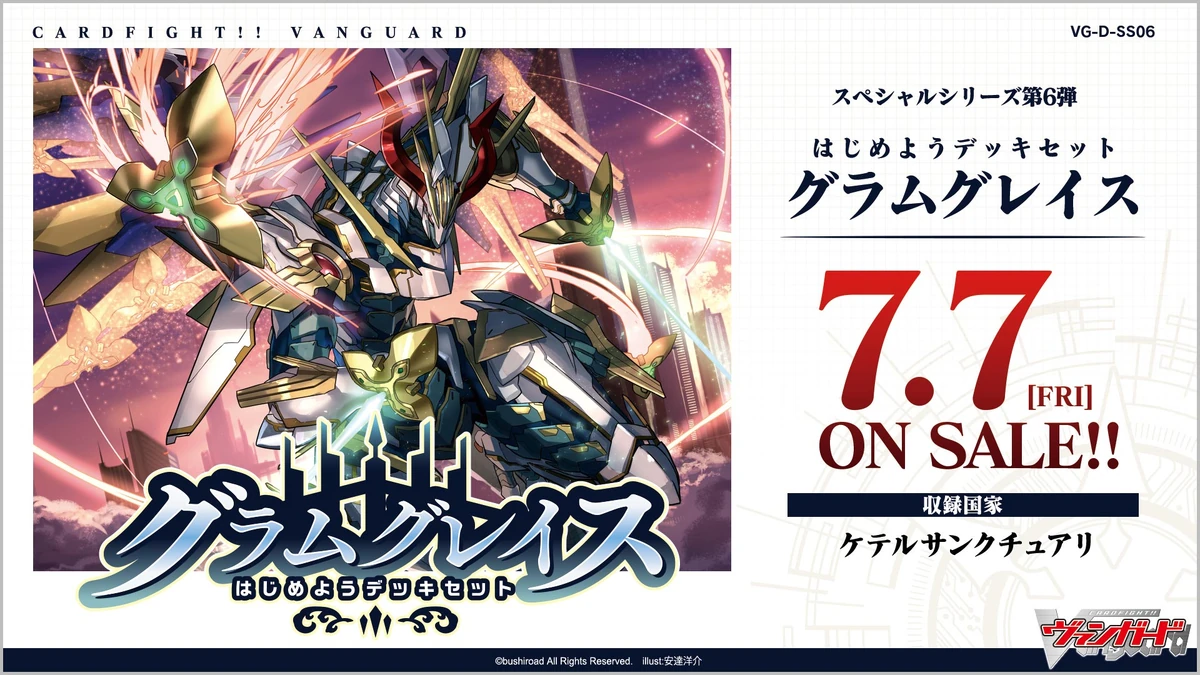 CARDFIGHT!! VANGUARD
VG-D-SS06
スペシャルシリーズ第6弾
はじめようデッキセット
グラムグレイス
7.7
[FRI]
ON SALE!!
収録国家
ケテルサンクチュアリ
グラムグレイス
はじめようデッキセット
CARDFIGHT!!
ヴァンガード
Vanguard
©bushiroad All Rights Reserved. illust:安達洋介